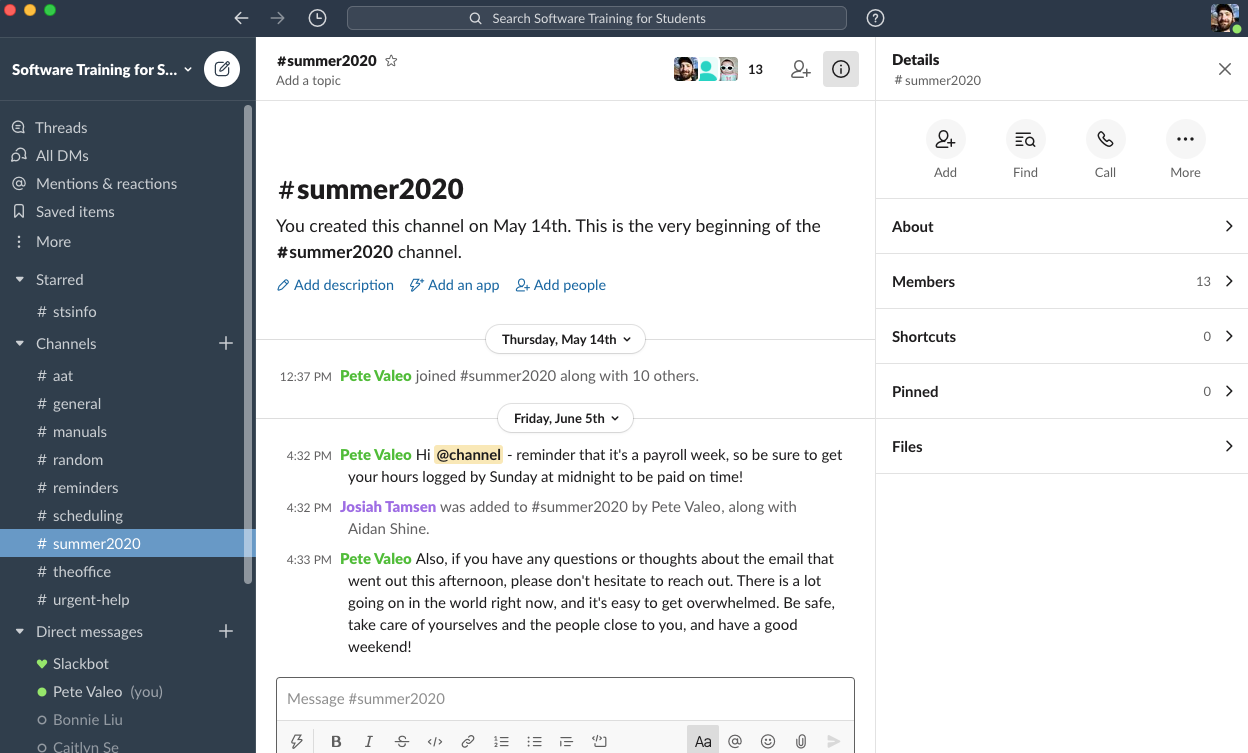 Search Software Training for Students
Software Training for S...
Threads
All DMs
Mentions & reactions
Saved items
More
Starred
# stsinfo
Channels
# aat
# general
# manuals
# random
# reminders
# scheduling
# summer2020
# theoffice
# urgent-help
Direct messages
Slackbot
Pete Valeo (you)
Bonnie Liu
Caitlyn Se
#summer2020
Add a topic
13
#summer2020
You created this channel on May 14th. This is the very beginning of the
#summer2020 channel.
Add description Add an app Add people
Thursday, May 14th
12:37 PM Pete Valeo joined #summer2020 along with 10 others.
Friday, June 5th
4:32 PM Pete Valeo Hi @channel - reminder that it's a payroll week, so be sure to get
your hours logged by Sunday at midnight to be paid on time!
4:32 PM Josiah Tamsen was added to #summer2020 by Pete Valeo, along with
Aidan Shine.
4:33 PM Pete Valeo Also, if you have any questions or thoughts about the email that
went out this afternoon, please don't hesitate to reach out. There is a lot
going on in the world right now, and it's easy to get overwhelmed. Be safe,
take care of yourselves and the people close to you, and have a good
weekend!
Message #summer2020
B I S </> Aa @
Details
# summer2020
Add Find Call More
About
Members 13
Shortcuts 0
Pinned 0
Files